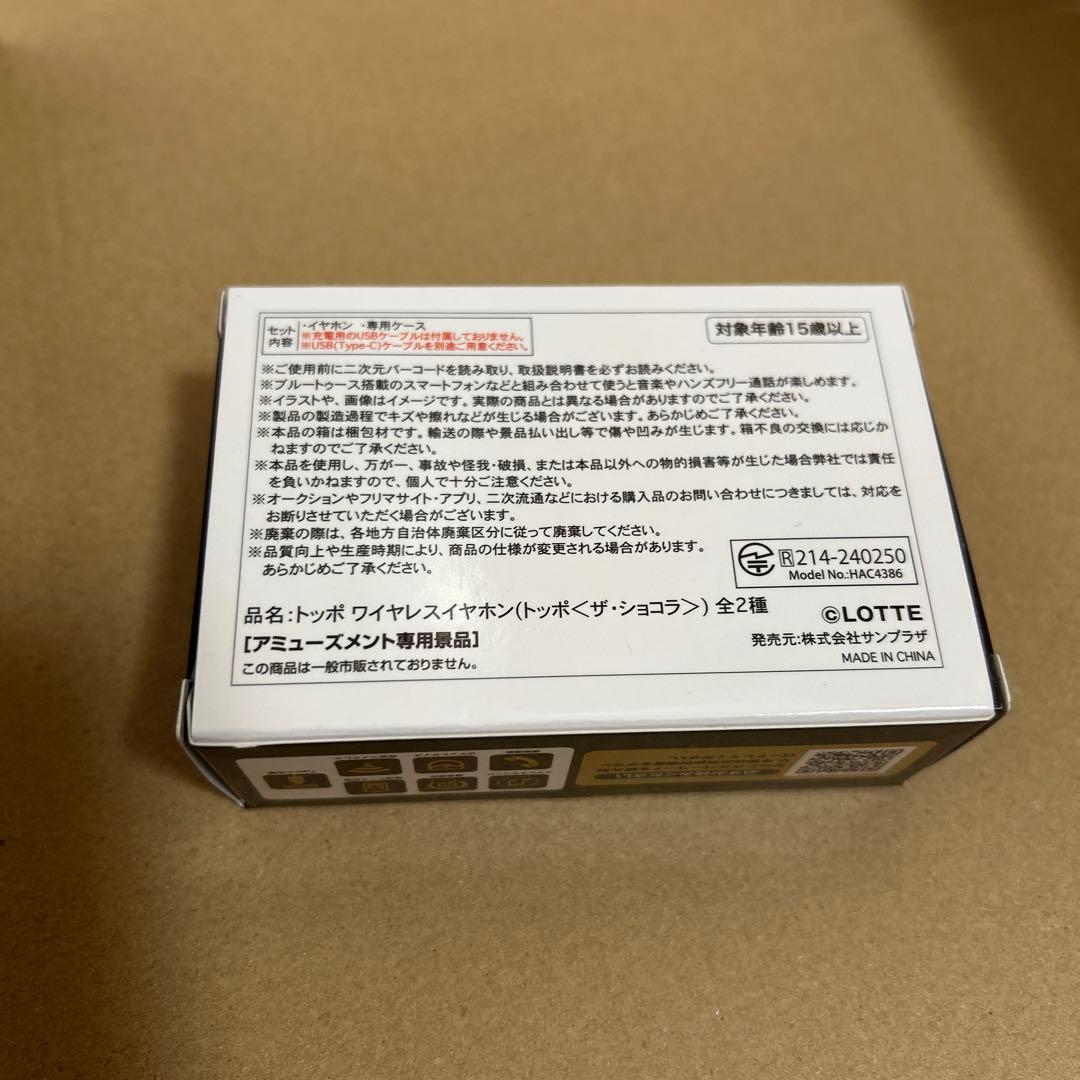 セット内容
・イヤホン ・専用ケース
※充電用のUSBケーブルは付属しておりません。
※USB(Type-C)ケーブルを別途ご用意ください。
対象年齢15歳以上
※ご使用前に二次元バーコードを読み取り、取扱説明書を必ずお読みください。
※ブルートゥース搭載のスマートフォンなどと組み合わせて使うと音楽やハンズフリー通話が楽しめます。
※イラストや、画像はイメージです。実際の商品とは異なる場合がありますのでご了承ください。
※製品の製造過程でキズや擦れなどが生じる場合がございます。あらかじめご了承ください。
※本品の箱は梱包材です。輸送の際や景品払い出し等で傷や凹みが生じます。箱不良の交換には応じか
ねますのでご了承ください。
※本品を使用し、万が一、事故や怪我・破損、または本品以外への物的損害等が生じた場合弊社では責任
を負いかねますので、個人で十分ご注意ください。
※オークションやフリマサイト・アプリ、二次流通などにおける購入品のお問い合わせにつきましては、対応を
お断りさせていただく場合がございます。
※廃棄の際は、各地方自治体廃棄区分に従って廃棄してください。
※品質向上や生産時期により、商品の仕様が変更される場合があります。
あらかじめご了承ください。
R 214-240250
Model No.:HAC4386
品名:トッポ ワイヤレスイヤホン(トッポ<ザ・ショコラ>) 全2種
[アミューズメント専用景品]
この商品は一般市販されておりません。
©LOTTE
発売元:株式会社サンプラザ
MADE IN CHINA